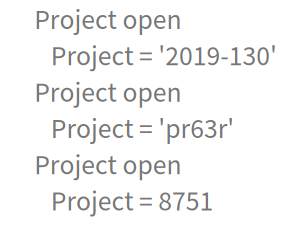 Project open
Project = '2019-130'
Project open
Project = 'pr63r'
Project open
Project = 8751